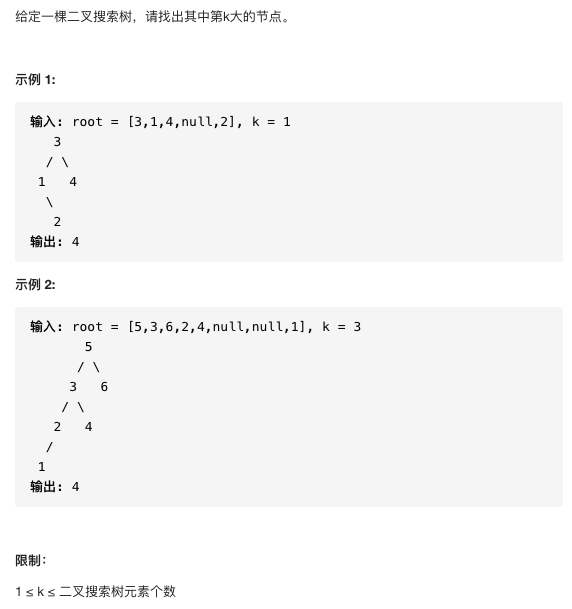 给定一棵二叉搜索树，请找出其中第k大的节点。
示例 1:
输入: root = [3,1,4,null,2], k = 1
   3
  / \
 1   4
  \
   2
输出: 4
示例 2:
输入: root = [5,3,6,2,4,null,null,1], k = 3
       5
      / \
     3   6
    / \
   2   4
  /
 1
输出: 4
限制：
1 ≤ k ≤ 二叉搜索树元素个数